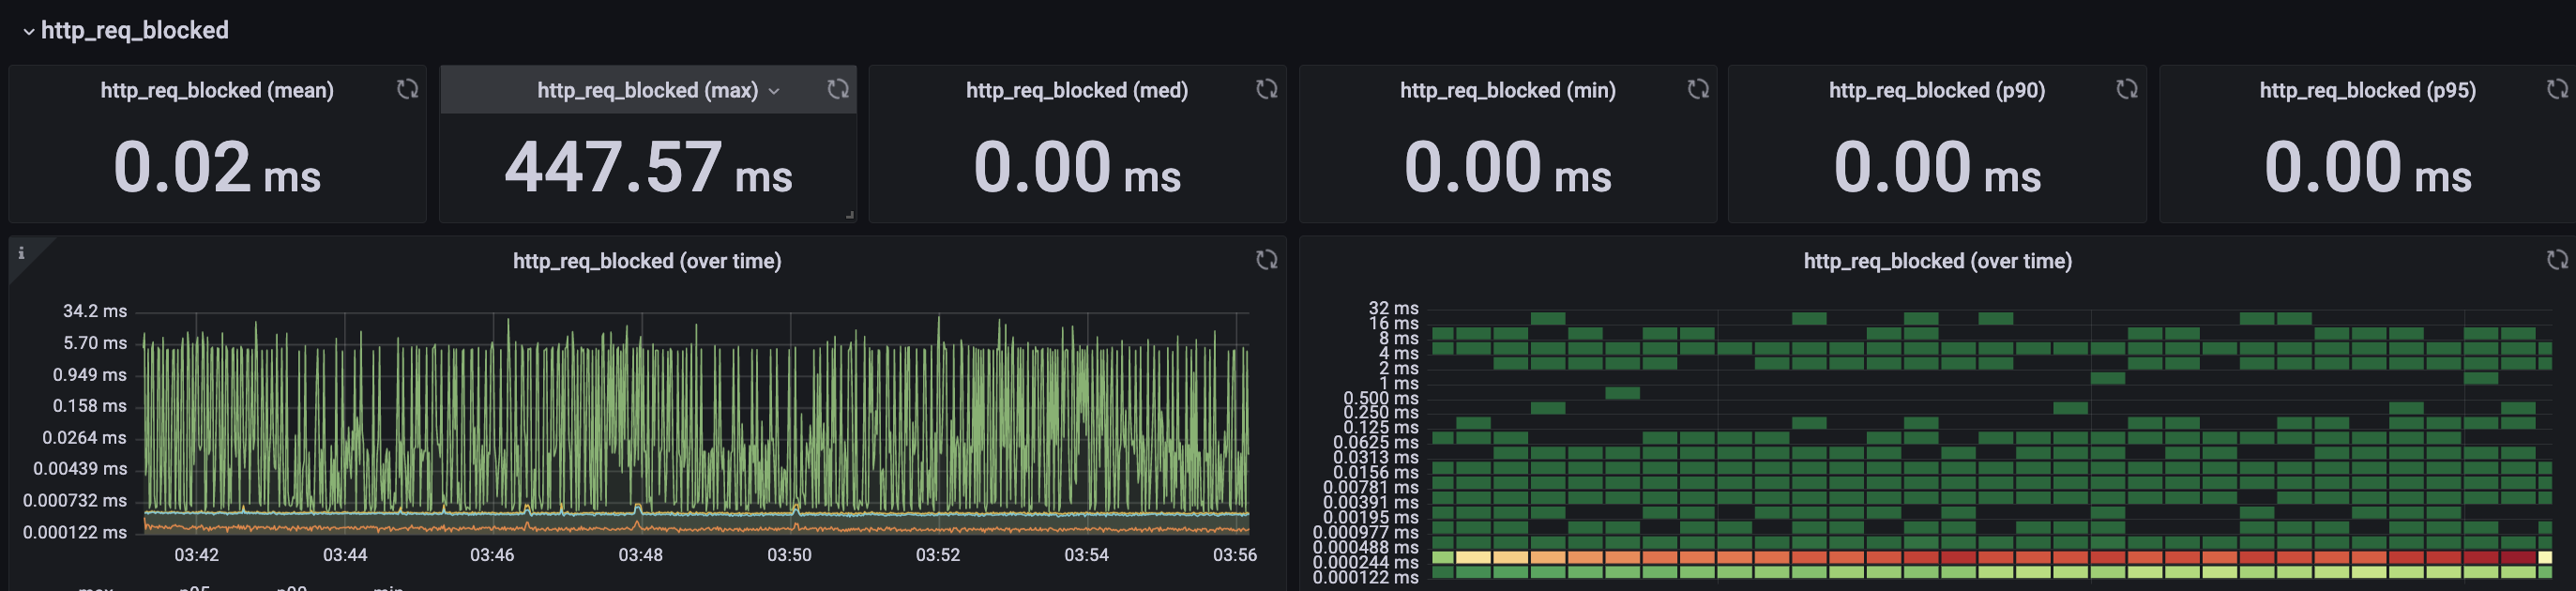 http_req_blocked
http_req_blocked (mean)
0.02 ms
http_req_blocked (max)
447.57 ms
http_req_blocked (med)
0.00 ms
http_req_blocked (min)
0.00 ms
http_req_blocked (p90)
0.00 ms
http_req_blocked (p95)
0.00 ms
i
http_req_blocked (over time)
34.2 ms
5.70 ms
0.949 ms
0.158 ms
0.0264 ms
0.00439 ms
0.000732 ms
0.000122 ms
03:42 03:44 03:46 03:48 03:50 03:52 03:54 03:56
http_req_blocked (over time)
32 ms
16 ms
8 ms
4 ms
2 ms
1 ms
0.500 ms
0.250 ms
0.125 ms
0.0625 ms
0.0313 ms
0.0156 ms
0.00781 ms
0.00391 ms
0.00195 ms
0.000977 ms
0.000488 ms
0.000244 ms
0.000122 ms